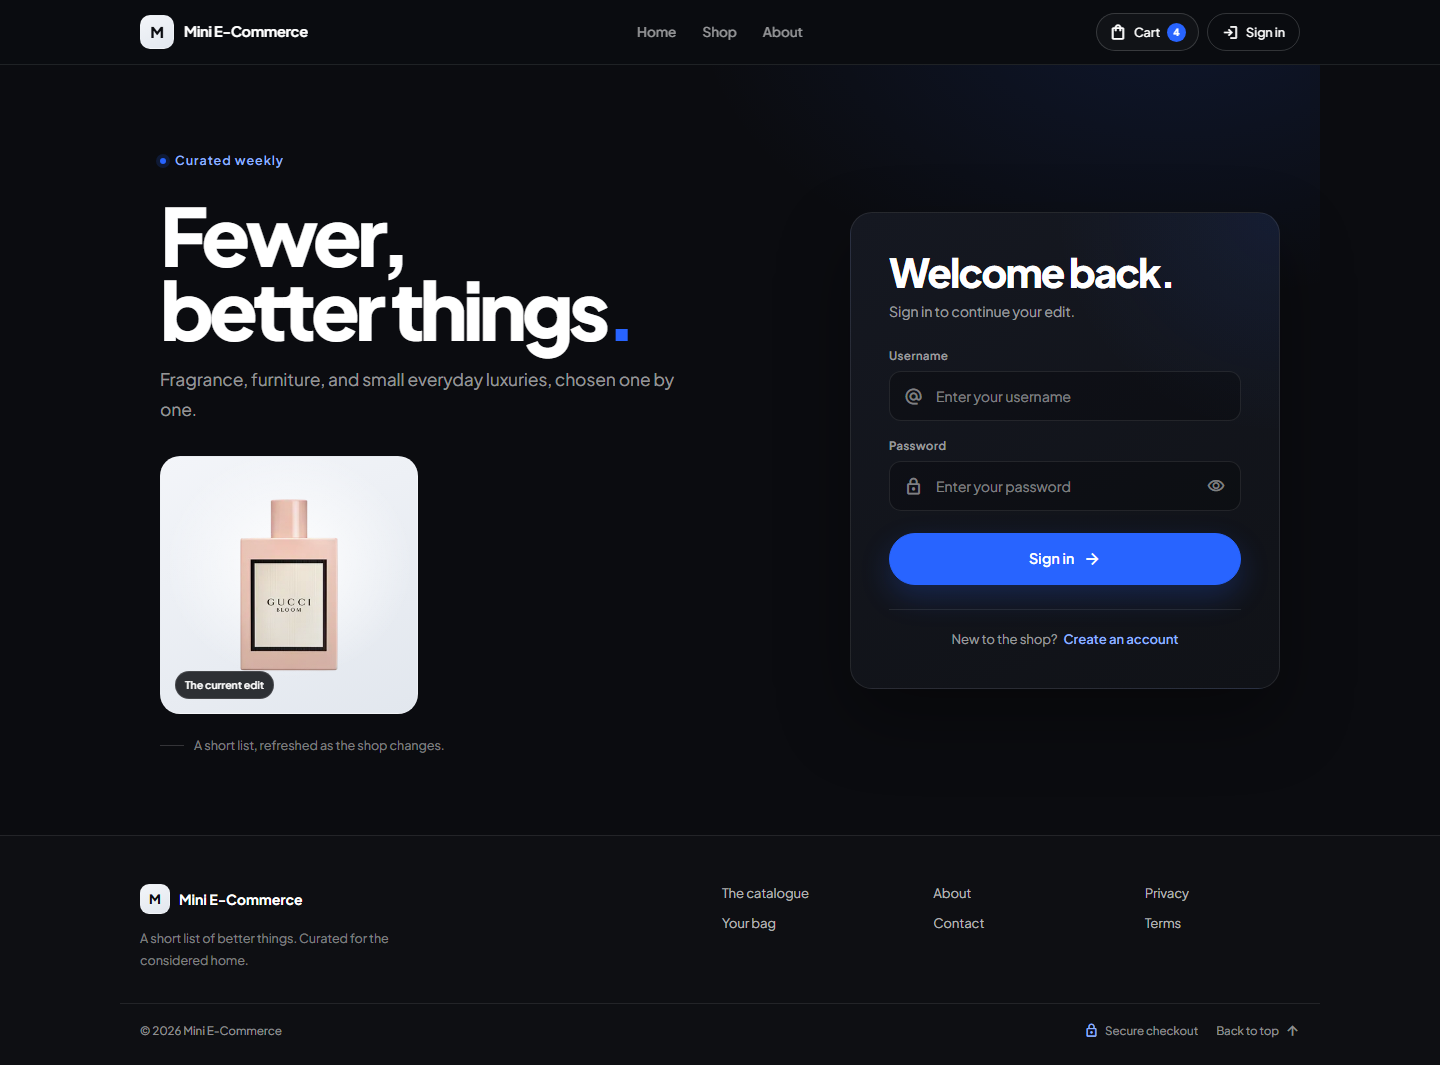 M Mini E-Commerce
Home Shop About
Cart 4 Sign in
Curated weekly
Fewer,
better things.
Fragrance, furniture, and small everyday luxuries, chosen one by
one.
GUCCI
BLOOM
The current edit
A short list, refreshed as the shop changes.
Welcome back.
Sign in to continue your edit.
Username
Enter your username
Password
Enter your password
Sign in
New to the shop? Create an account
M Mini E-Commerce
A short list of better things. Curated for the
considered home.
The catalogue
Your bag
About
Contact
Privacy
Terms
© 2026 Mini E-Commerce
Secure checkout Back to top